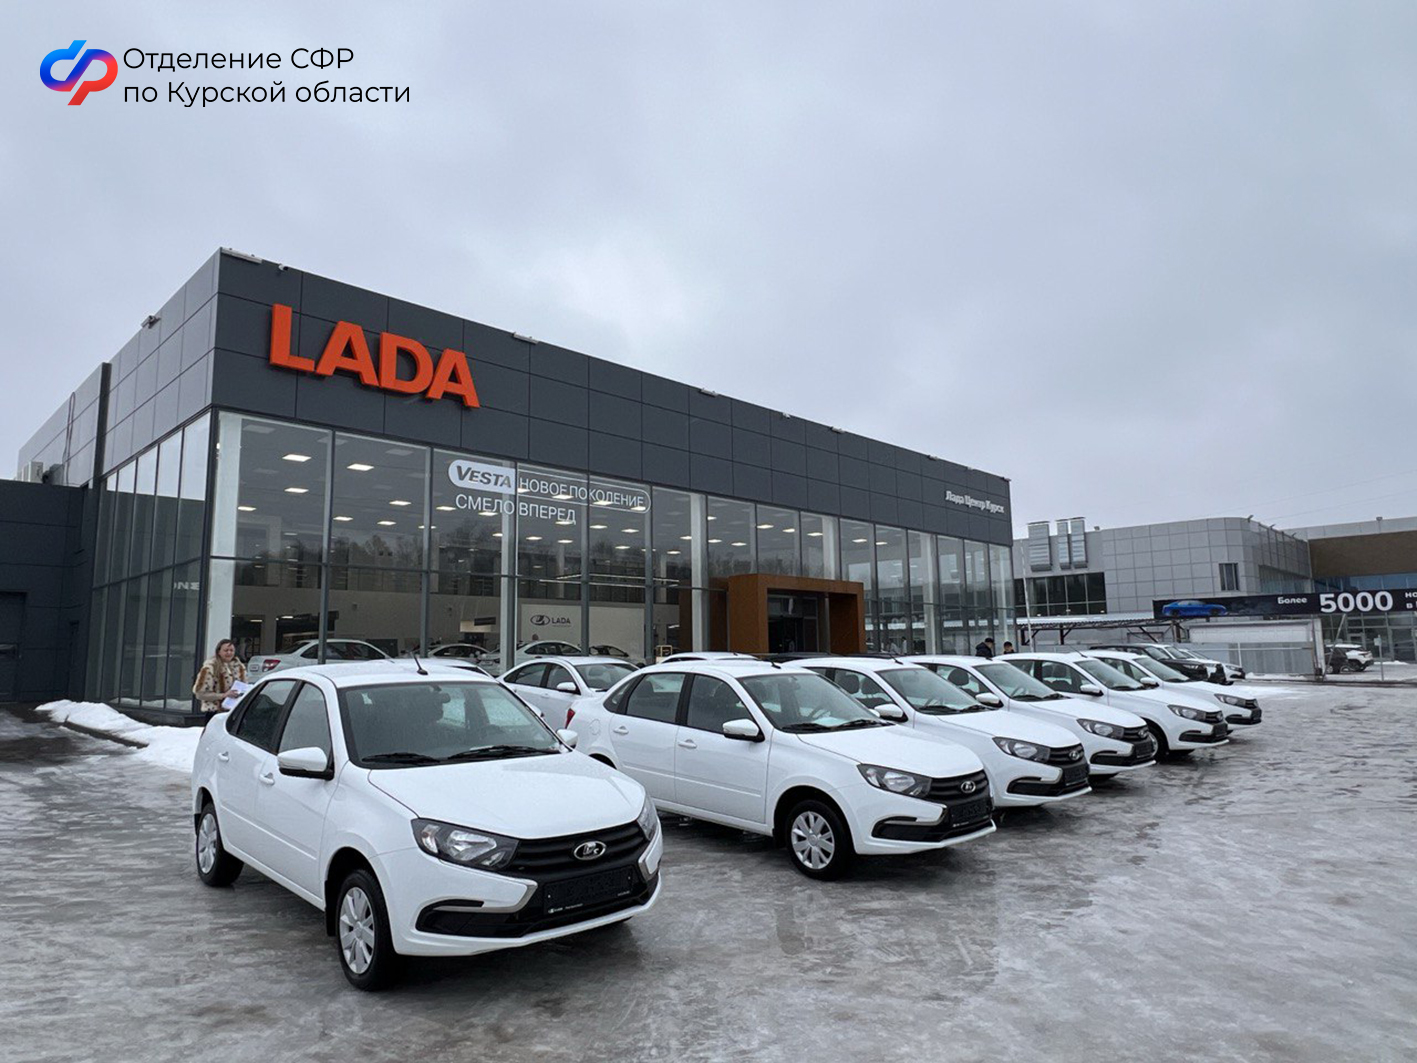 Отделение СФР
по Курской области
LADA
VESTA НОВОЕ ПОКОЛЕНИЕ
СМЕЛО ВПЕРЕД
Лада Центр Курск
LADA
Более 5000